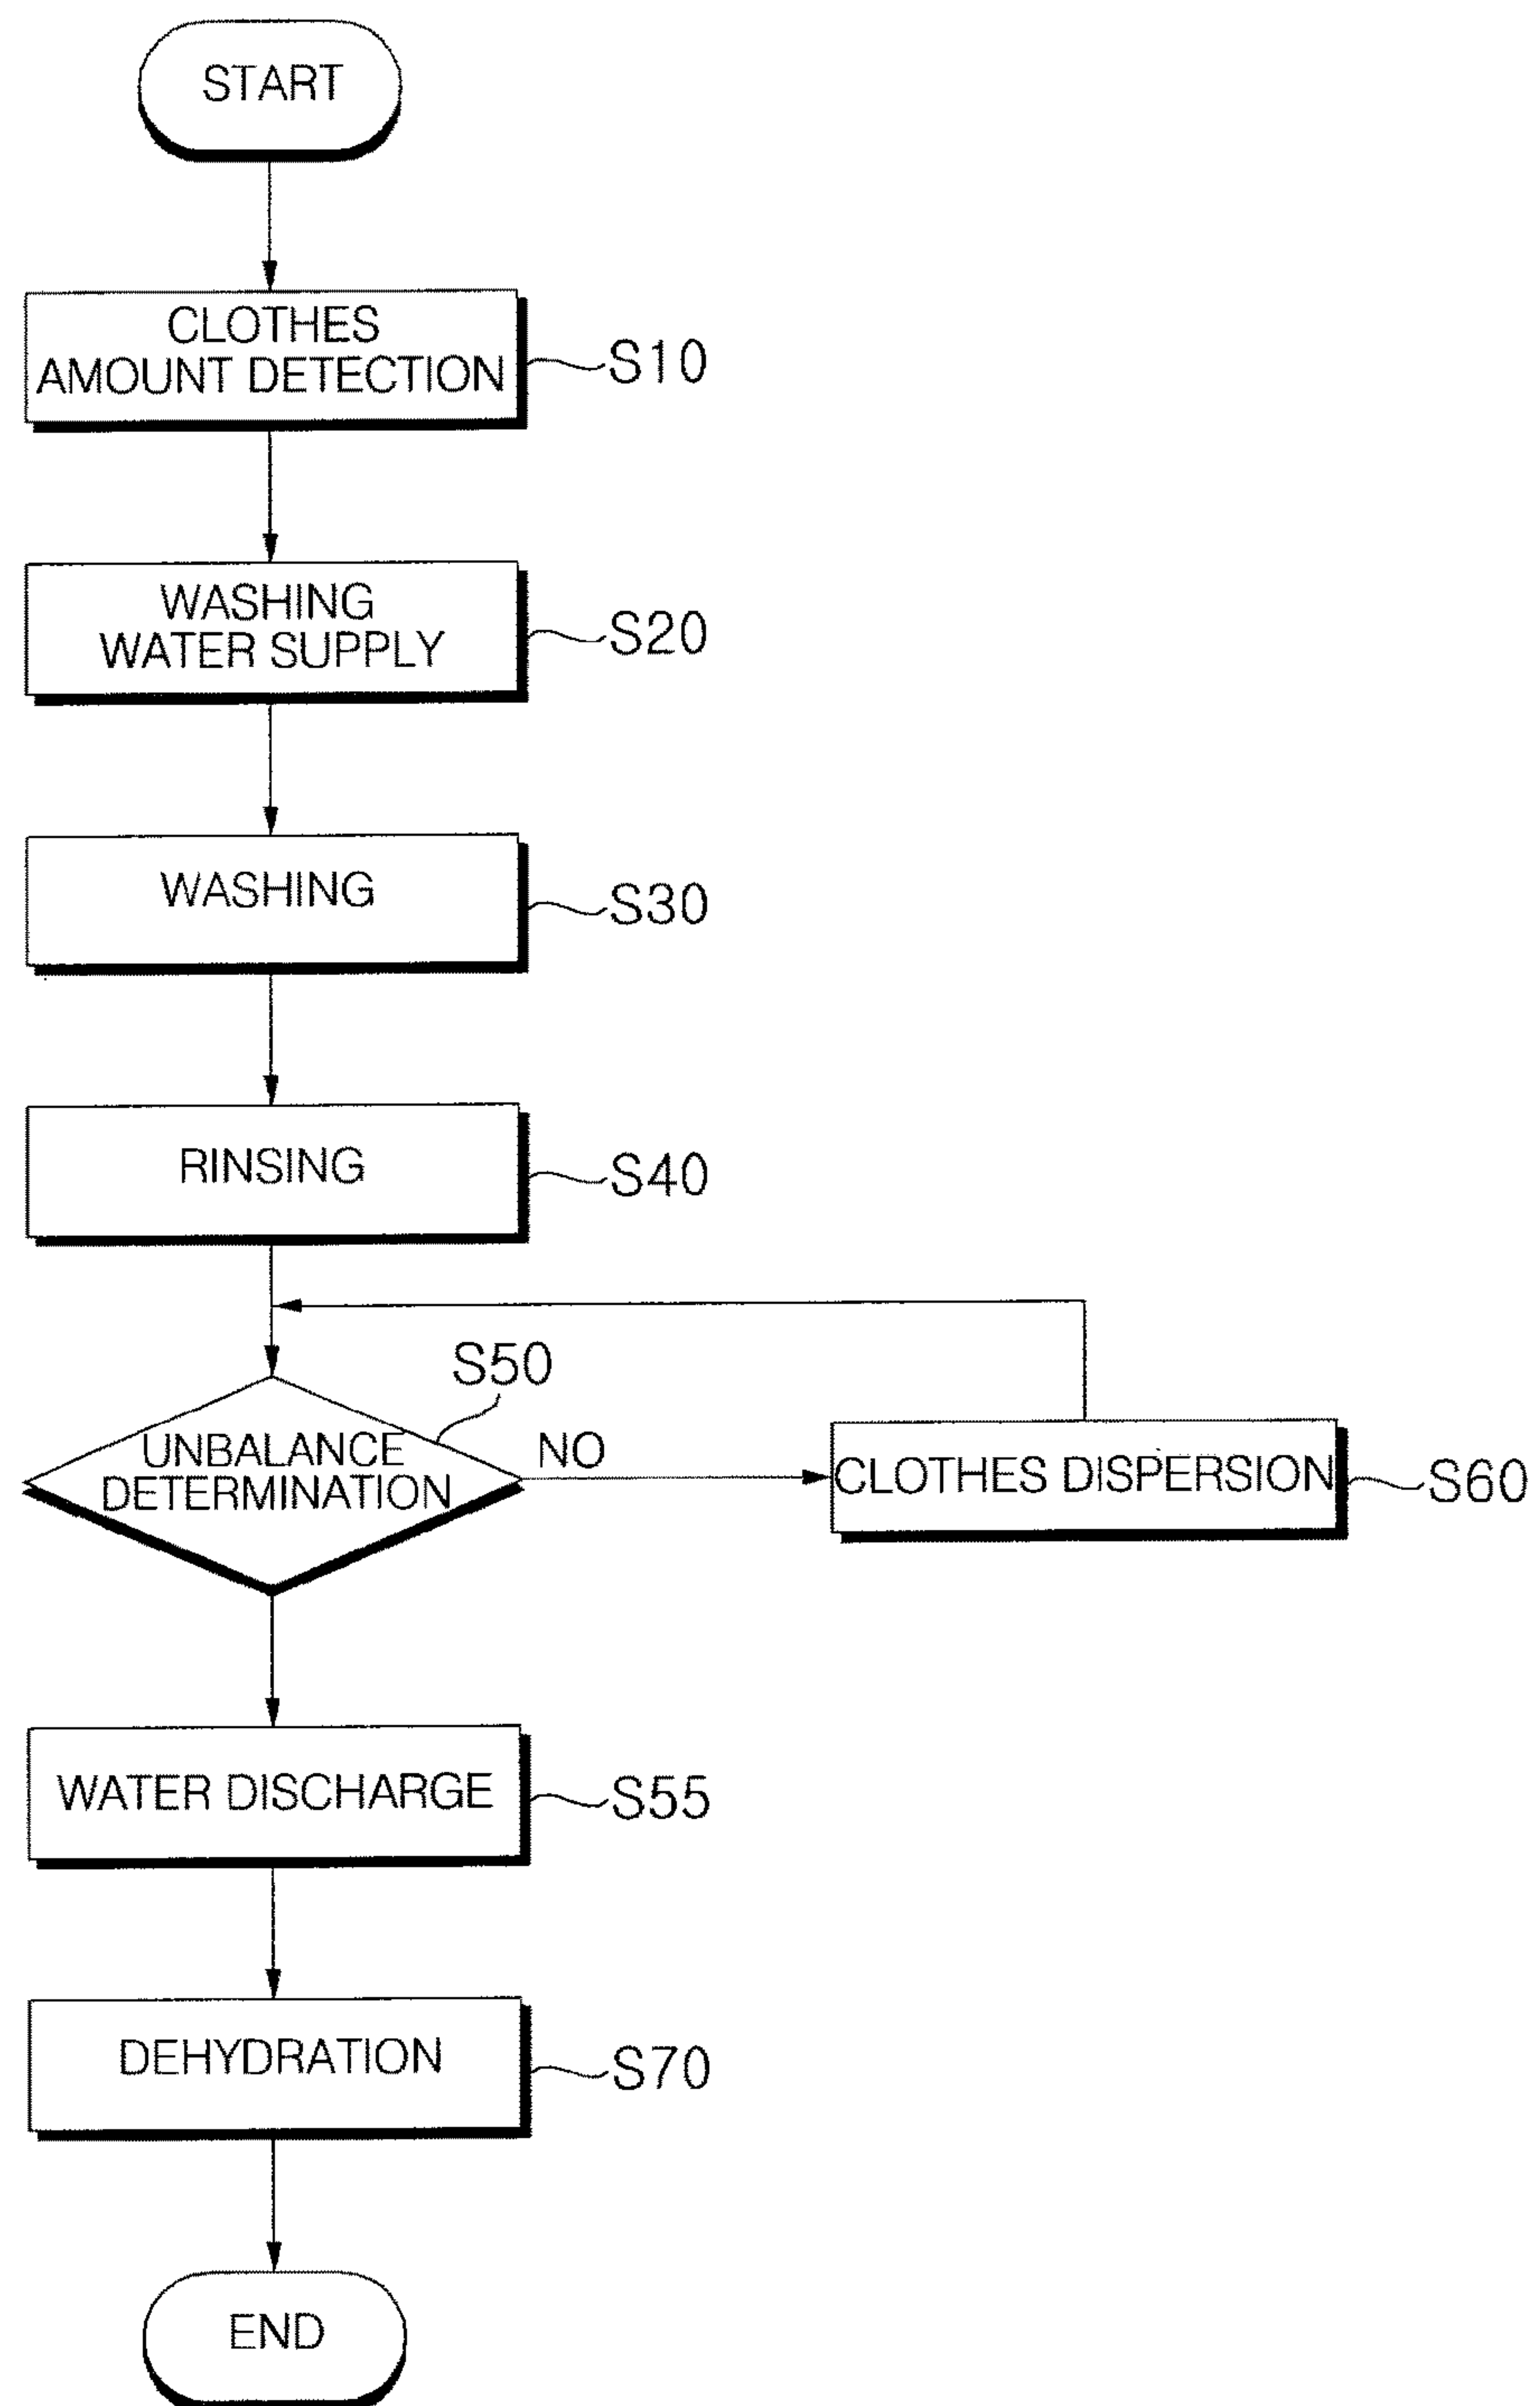 START
CLOTHES
AMOUNT DETECTION
S10
WASHING
WATER SUPPLY
S20
WASHING
S30
RINSING
S40
S50
UNBALANCE
DETERMINATION
NO
CLOTHES DISPERSION
S60
WATER DISCHARGE
S55
DEHYDRATION
S70
END